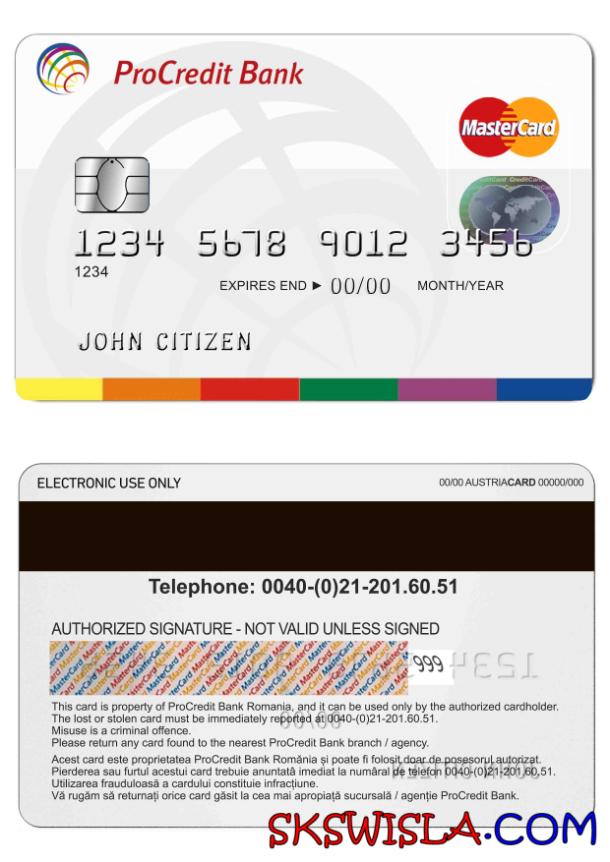 ProCredit Bank
MasterCard
1234 5678 9012 3456
1234
EXPIRES END ▶ 00/00 MONTH/YEAR
JOHN CITIZEN
ELECTRONIC USE ONLY
00/00 AUSTRIACARD 00000/000
Telephone: 0040-(0)21-201.60.51
AUTHORIZED SIGNATURE - NOT VALID UNLESS SIGNED
999
This card is property of ProCredit Bank Romania, and it can be used only by the authorized cardholder.
The lost or stolen card must be immediately reported at 0040-(0)21-201.60.51.
Misuse is a criminal offence.
Please return any card found to the nearest ProCredit Bank branch / agency.
Acest card este proprietatea ProCredit Bank România și poate fi folosit doar de posesorul autorizat.
Pierderea sau furtul acestui card trebuie anuntată imediat la numărul de telefon 0040-(0)21-201.60.51.
Utilizarea frauduloasă a cardului constituie infracțiune.
Vă rugăm să returnați orice card găsit la cea mai apropiată sucursală / agenție ProCredit Bank.
SKSWISLA.COM